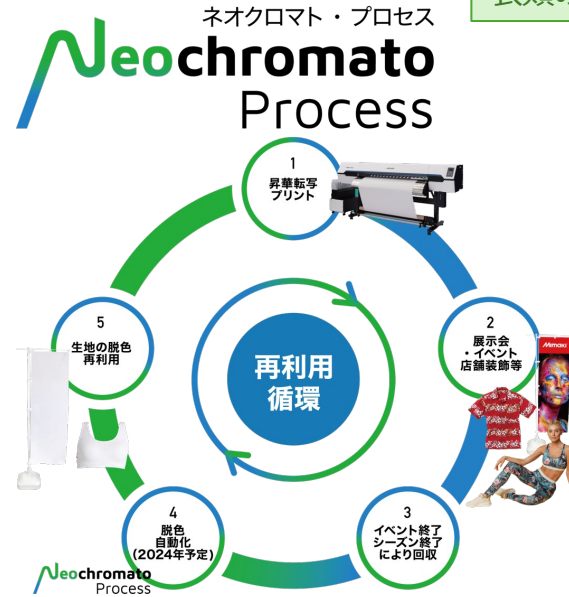 ネオクロマト・プロセス
Neochromato
Process
1
昇華転写
プリント
2
展示会
・イベント
店舗装飾等
Mimaki
3
イベント終了
シーズン終了
により回収
4
脱色
自動化
(2024年予定)
5
生地の脱色
再利用
再利用
循環
Neochromato
Process